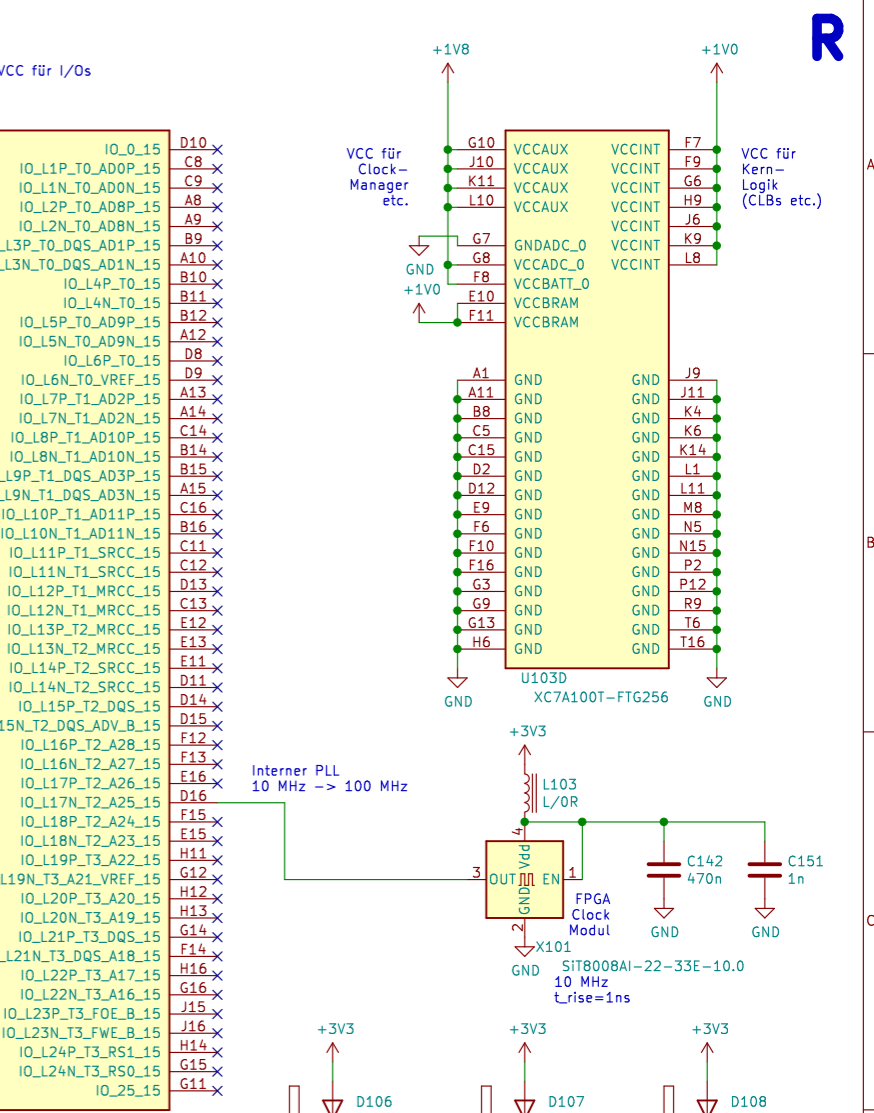 R
VCC für I/Os
+1V8
+1V0
A
B
C
IO_0_15 D10
IO_L1P_T0_AD0P_15 C8
IO_L1N_T0_AD0N_15 C9
IO_L2P_T0_AD8P_15 A8
IO_L2N_T0_AD8N_15 A9
_L3P_T0_DQS_AD1P_15 B9
_L3N_T0_DQS_AD1N_15 A10
IO_L4P_T0_15 B10
IO_L4N_T0_15 B11
IO_L5P_T0_AD9P_15 B12
IO_L5N_T0_AD9N_15 A12
IO_L6P_T0_15 D8
IO_L6N_T0_VREF_15 D9
IO_L7P_T1_AD2P_15 A13
IO_L7N_T1_AD2N_15 A14
IO_L8P_T1_AD10P_15 C14
IO_L8N_T1_AD10N_15 B14
_L9P_T1_DQS_AD3P_15 B15
_L9N_T1_DQS_AD3N_15 A15
IO_L10P_T1_AD11P_15 C16
IO_L10N_T1_AD11N_15 B16
IO_L11P_T1_SRCC_15 C11
IO_L11N_T1_SRCC_15 C12
IO_L12P_T1_MRCC_15 D13
IO_L12N_T1_MRCC_15 C13
IO_L13P_T2_MRCC_15 E12
IO_L13N_T2_MRCC_15 E13
IO_L14P_T2_SRCC_15 E11
IO_L14N_T2_SRCC_15 D11
IO_L15P_T2_DQS_15 D14
15N_T2_DQS_ADV_B_15 D15
IO_L16P_T2_A28_15 F12
IO_L16N_T2_A27_15 F13
IO_L17P_T2_A26_15 E16
IO_L17N_T2_A25_15 D16
IO_L18P_T2_A24_15 F15
IO_L18N_T2_A23_15 E15
IO_L19P_T3_A22_15 H11
L19N_T3_A21_VREF_15 G12
IO_L20P_T3_A20_15 H12
IO_L20N_T3_A19_15 H13
IO_L21P_T3_DQS_15 G14
_L21N_T3_DQS_A18_15 F14
IO_L22P_T3_A17_15 H16
IO_L22N_T3_A16_15 G16
IO_L23P_T3_FOE_B_15 J15
IO_L23N_T3_FWE_B_15 J16
IO_L24P_T3_RS1_15 H14
IO_L24N_T3_RS0_15 G15
IO_25_15 G11
VCC für
Clock-
Manager
etc.
VCC für
Kern-
Logik
(CLBs etc.)
G10 VCCAUX VCCINT F7
J10 VCCAUX VCCINT F9
K11 VCCAUX VCCINT G6
L10 VCCAUX VCCINT H9
VCCINT J6
G7 GNDADC_0 VCCINT K9
G8 VCCADC_0 VCCINT L8
GND
F8 VCCBATT_0
+1V0
E10 VCCBRAM
F11 VCCBRAM
A1 GND GND J9
A11 GND GND J11
B8 GND GND K4
C5 GND GND K6
C15 GND GND K14
D2 GND GND L1
D12 GND GND L11
E9 GND GND M8
F6 GND GND N5
F10 GND GND N15
F16 GND GND P2
G3 GND GND P12
G9 GND GND R9
G13 GND GND T6
H6 GND GND T16
U103D
XC7A100T-FTG256
GND
GND
+3V3
Interner PLL
10 MHz -> 100 MHz
L103
L/0R
4
Vdd
3 OUT EN 1
GND
2
C142
470n
C151
1n
FPGA
Clock
Modul
GND
GND
X101
GND
SiT8008AI-22-33E-10.0
10 MHz
t_rise=1ns
+3V3
+3V3
+3V3
D106
D107
D108